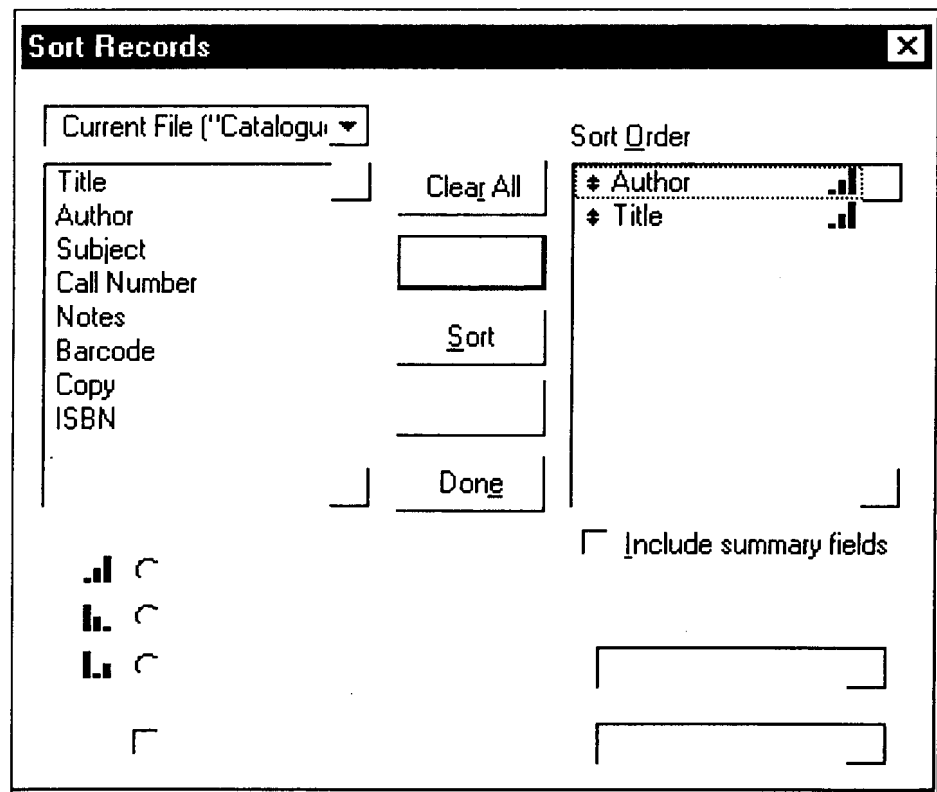 Sort Records
Current File ("Catalogu
Title
Author
Subject
Call Number
Notes
Barcode
Copy
ISBN
Clear All
Sort
Done
Sort Order
Author
Title
Include summary fields